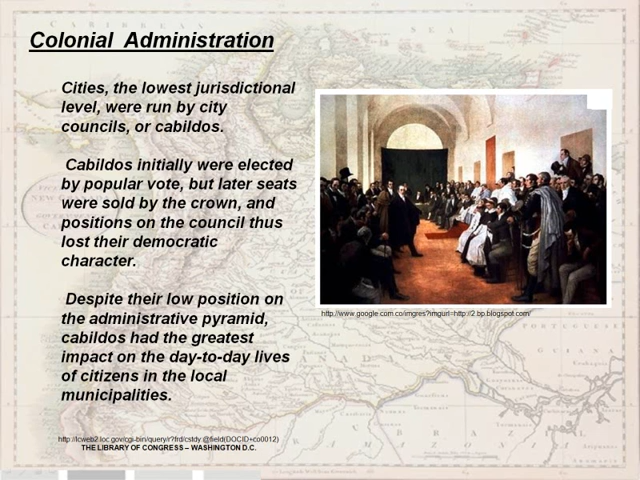 Colonial  Administration
Cities, the lowest jurisdictional
level, were run by city
councils, or cabildos.
Cabildos initially were elected
by popular vote, but later seats
were sold by the crown, and
positions on the council thus
lost their democratic
character.
Despite their low position on
the administrative pyramid,
cabildos had the greatest
impact on the day-to-day lives
of citizens in the local
municipalities.
http://www.google.com.co/imgres?imgurl=http://2.bp.blogspot.com/
http://lcweb2.loc.gov/cgi-bin/query/r?frd/cstdy:@field(DOCID+co0012)
THE LIBRARY OF CONGRESS – WASHINGTON D.C.